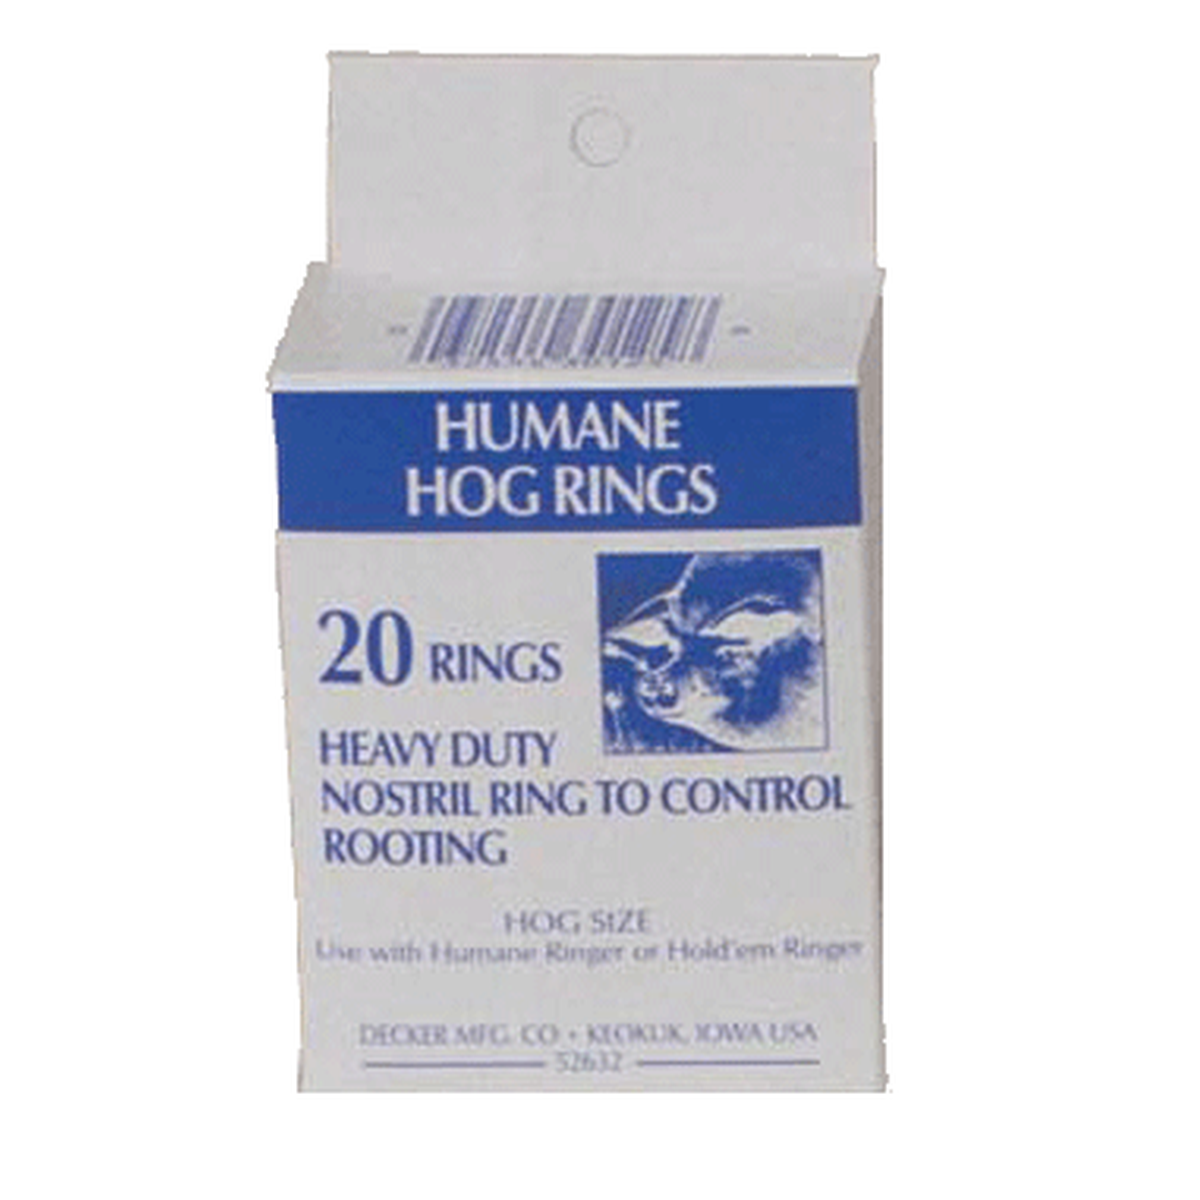 HUMANE
HOG RINGS
20 RINGS
HEAVY DUTY
NOSTRIL RING TO CONTROL
ROOTING
HOG SIZE
Use with Humane Ringer or Hold'em Ringer
DECKER MFG. CO • KEOKUK, IOWA USA
52632